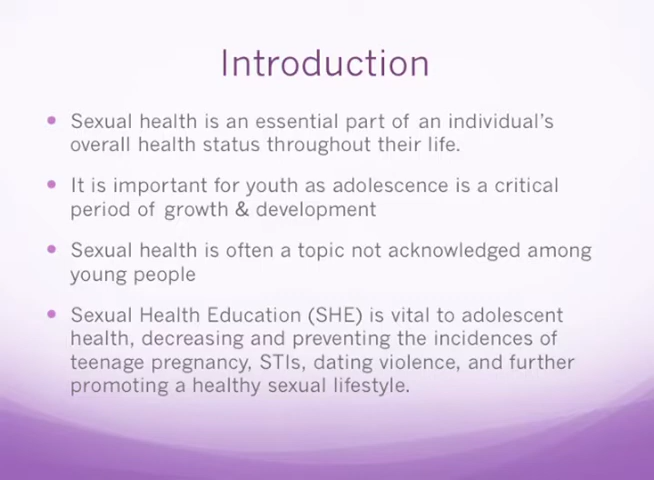 Introduction
• Sexual health is an essential part of an individual's
overall health status throughout their life.
• It is important for youth as adolescence is a critical
period of growth & development
• Sexual health is often a topic not acknowledged among
young people
• Sexual Health Education (SHE) is vital to adolescent
health, decreasing and preventing the incidences of
teenage pregnancy, STIs, dating violence, and further
promoting a healthy sexual lifestyle.